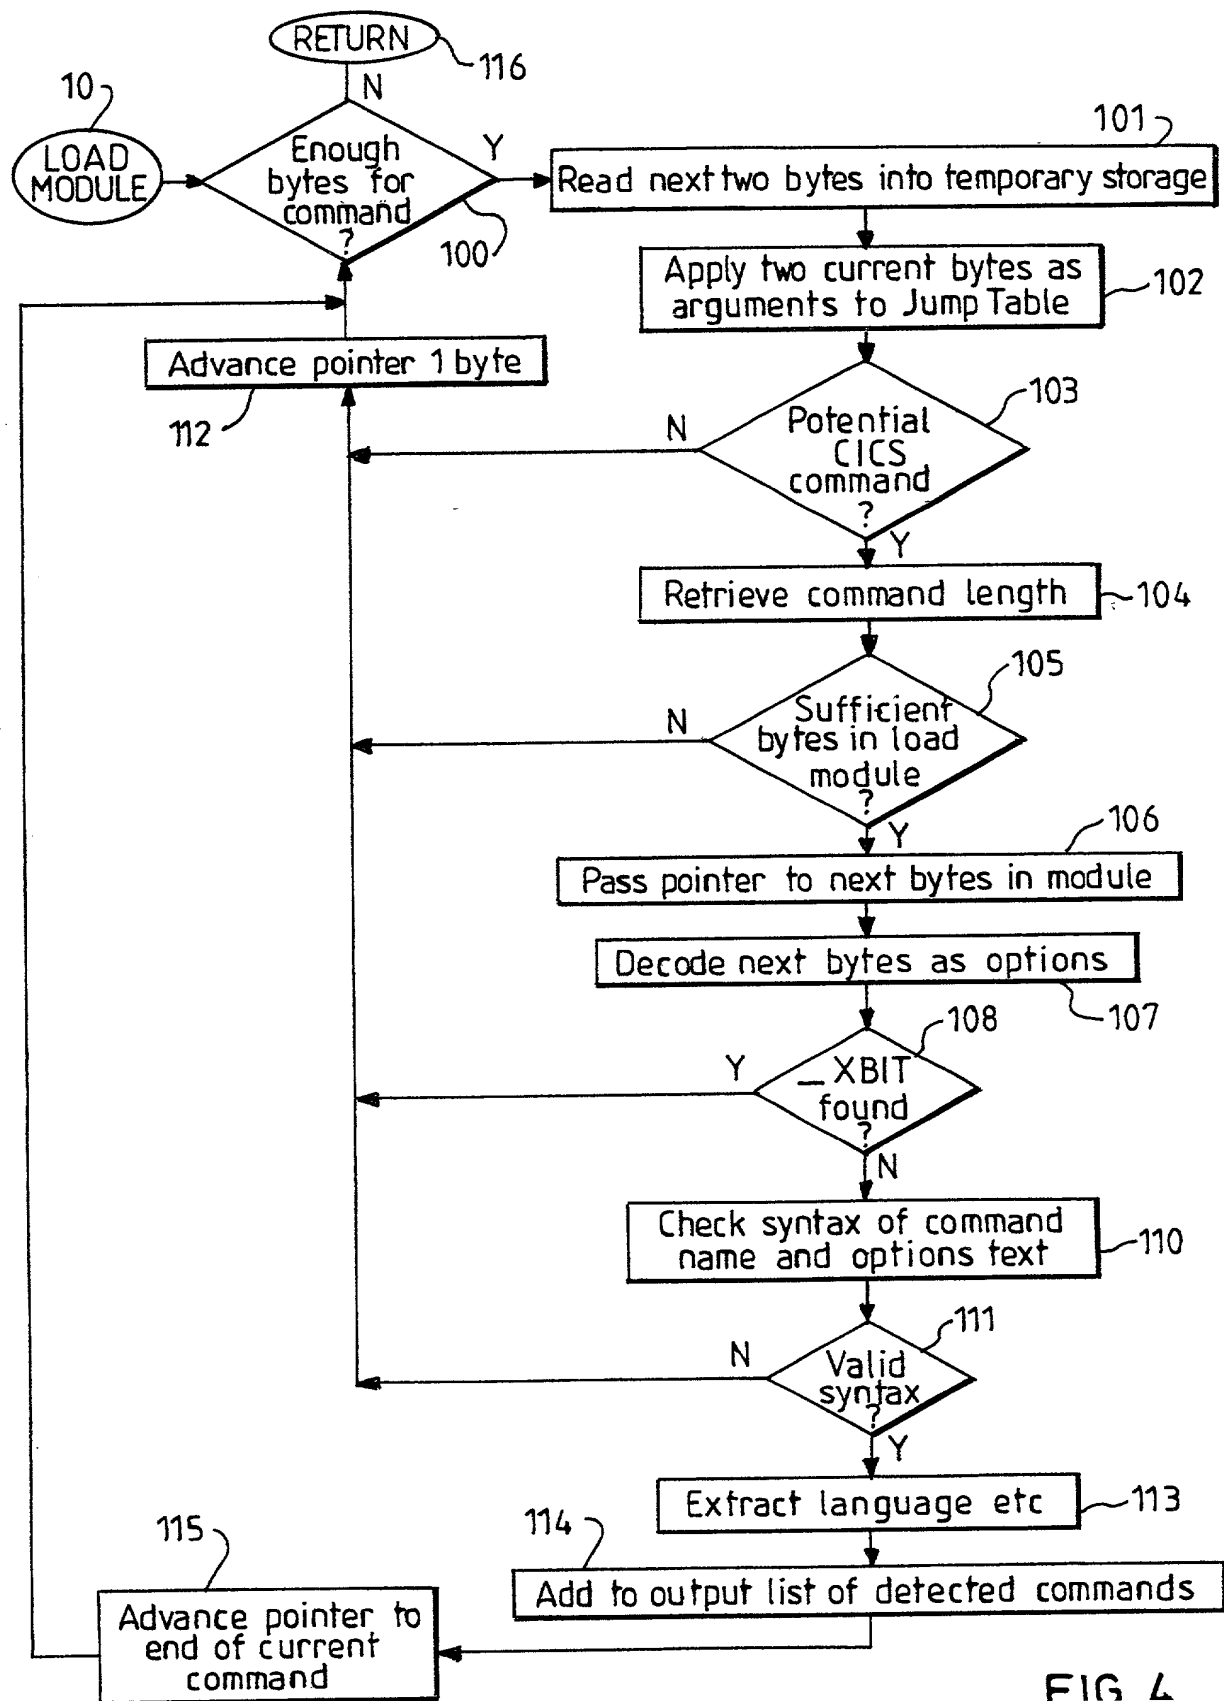 RETURN
116
N
10
LOAD
MODULE
Enough
bytes for
command
?
Y
100
101
Read next two bytes into temporary storage
Apply two current bytes as
arguments to Jump Table
102
Advance pointer 1 byte
112
N
Potential
CICS
command
?
103
Y
Retrieve command length
104
N
Sufficient
bytes in load
module
?
105
Y
106
Pass pointer to next bytes in module
Decode next bytes as options
107
108
Y
_ XBIT
found
?
N
Check syntax of command
name and options text
110
111
N
Valid
syntax
?
Y
Extract language etc
113
114
Add to output list of detected commands
115
Advance pointer to
end of current
command
FIG. 4